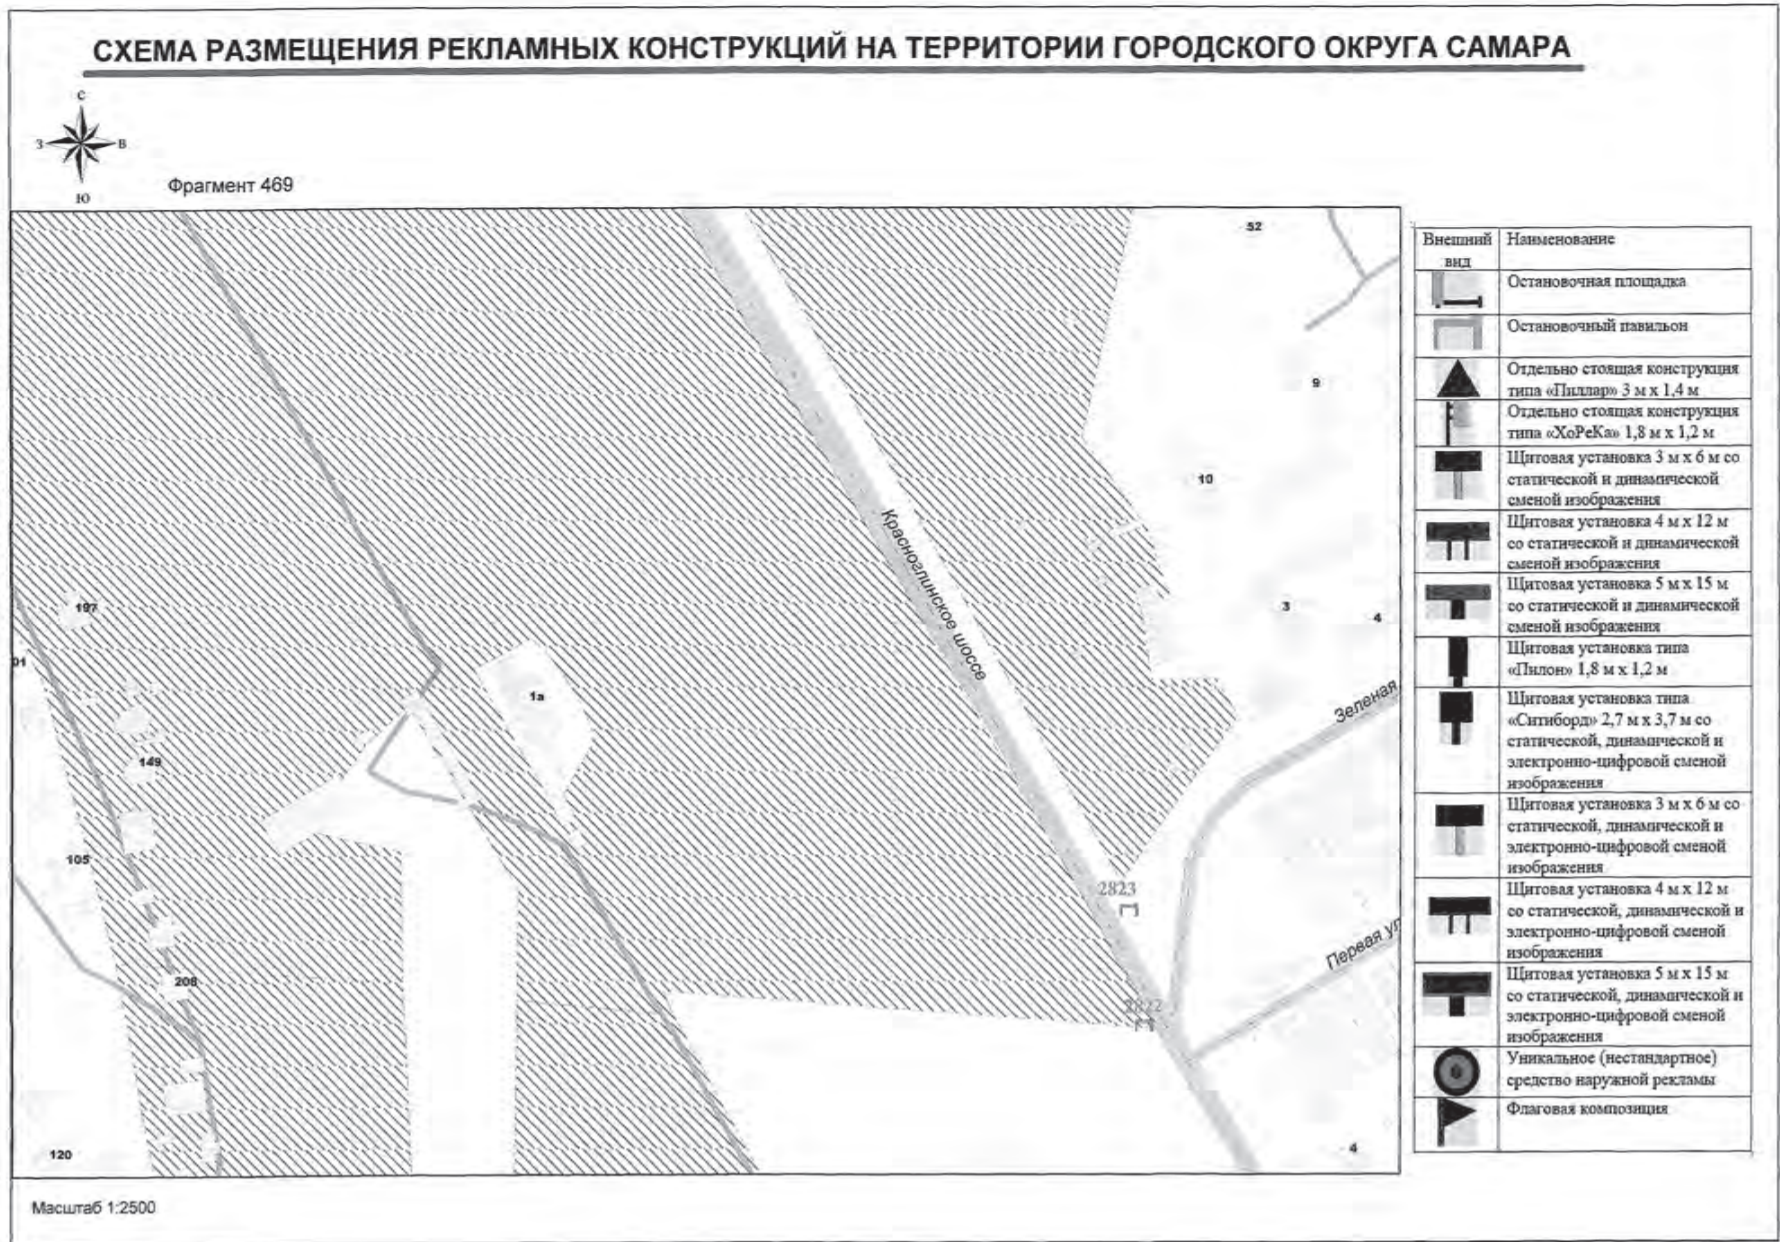 СХЕМА РАЗМЕЩЕНИЯ РЕКЛАМНЫХ КОНСТРУКЦИЙ НА ТЕРРИТОРИИ ГОРОДСКОГО ОКРУГА САМАРА
С
З
В
Ю
Фрагмент 469
52
9
10
Красноглинское шоссе
197
3
4
01
1а
Зеленая
149
105
2823
Первая ул
208
2822
120
4
Внешний вид
Наименование
Остановочная площадка
Остановочный павильон
Отдельно стоящая конструкция
типа «Пиллар» 3 м х 1,4 м
Отдельно стоящая конструкция
типа «ХоРеКа» 1,8 м х 1,2 м
Щитовая установка 3 м х 6 м со
статической и динамической
сменой изображения
Щитовая установка 4 м х 12 м
со статической и динамической
сменой изображения
Щитовая установка 5 м х 15 м
со статической и динамической
сменой изображения
Щитовая установка типа
«Пилон» 1,8 м х 1,2 м
Щитовая установка типа
«Ситиборд» 2,7 м х 3,7 м со
статической, динамической и
электронно-цифровой сменой
изображения
Щитовая установка 3 м х 6 м со
статической, динамической и
электронно-цифровой сменой
изображения
Щитовая установка 4 м х 12 м
со статической, динамической и
электронно-цифровой сменой
изображения
Щитовая установка 5 м х 15 м
со статической, динамической и
электронно-цифровой сменой
изображения
Уникальное (нестандартное)
средство наружной рекламы
Флаговая композиция
Масштаб 1:2500